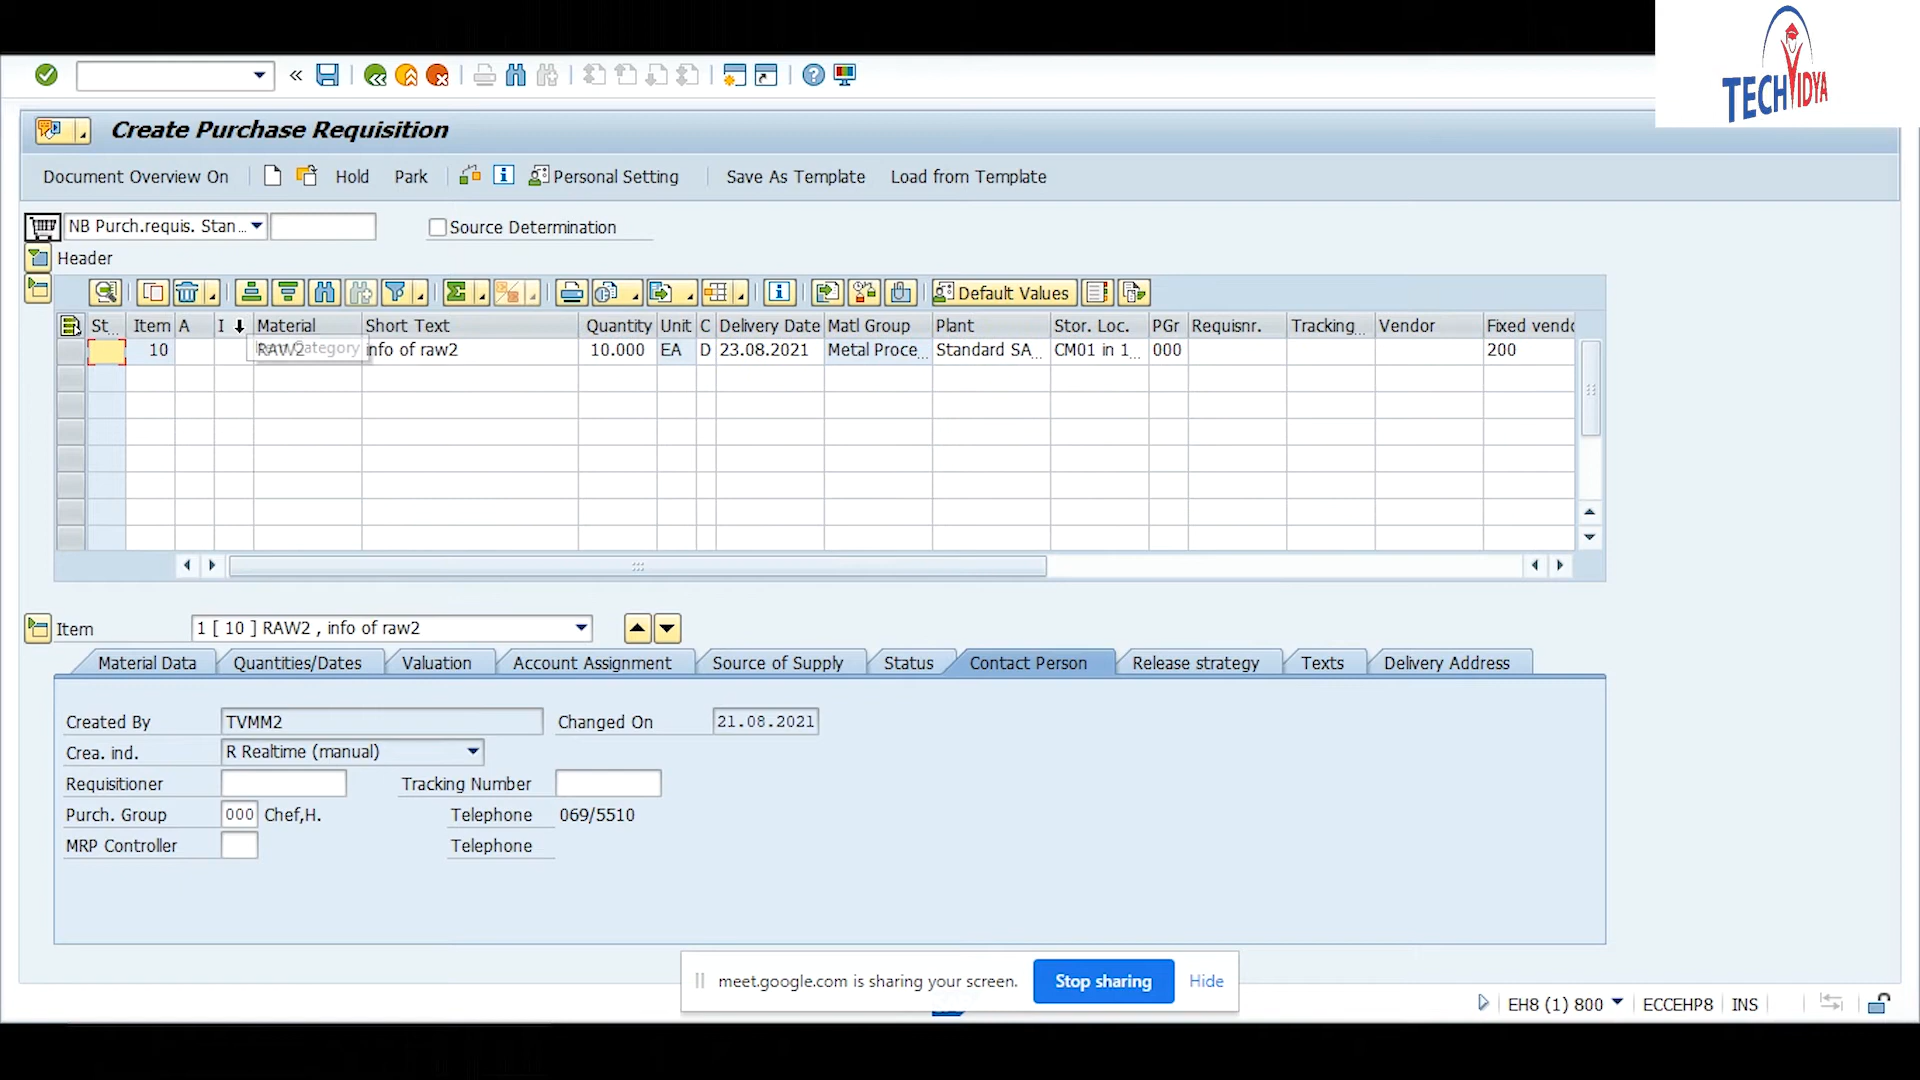 TECHVIDYA
Create Purchase Requisition
Document Overview On Hold Park Personal Setting Save As Template Load from Template
NB Purch.requis. Stan... Source Determination
Header
Default Values
St... Item A I Material Short Text Quantity Unit C Delivery Date Matl Group Plant Stor. Loc. PGr Requisnr. Tracking... Vendor Fixed vendo
10 RAW2 info of raw2 10.000 EA D 23.08.2021 Metal Proce... Standard SA... CM01 in 1... 000 200
Item Category
Item 1 [ 10 ] RAW2 , info of raw2
Material Data Quantities/Dates Valuation Account Assignment Source of Supply Status Contact Person Release strategy Texts Delivery Address
Created By TVMM2 Changed On 21.08.2021
Crea. ind. R Realtime (manual)
Requisitioner Tracking Number
Purch. Group 000 Chef,H. Telephone 069/5510
MRP Controller Telephone
meet.google.com is sharing your screen. Stop sharing Hide
EH8 (1) 800 ECCEHP8 INS